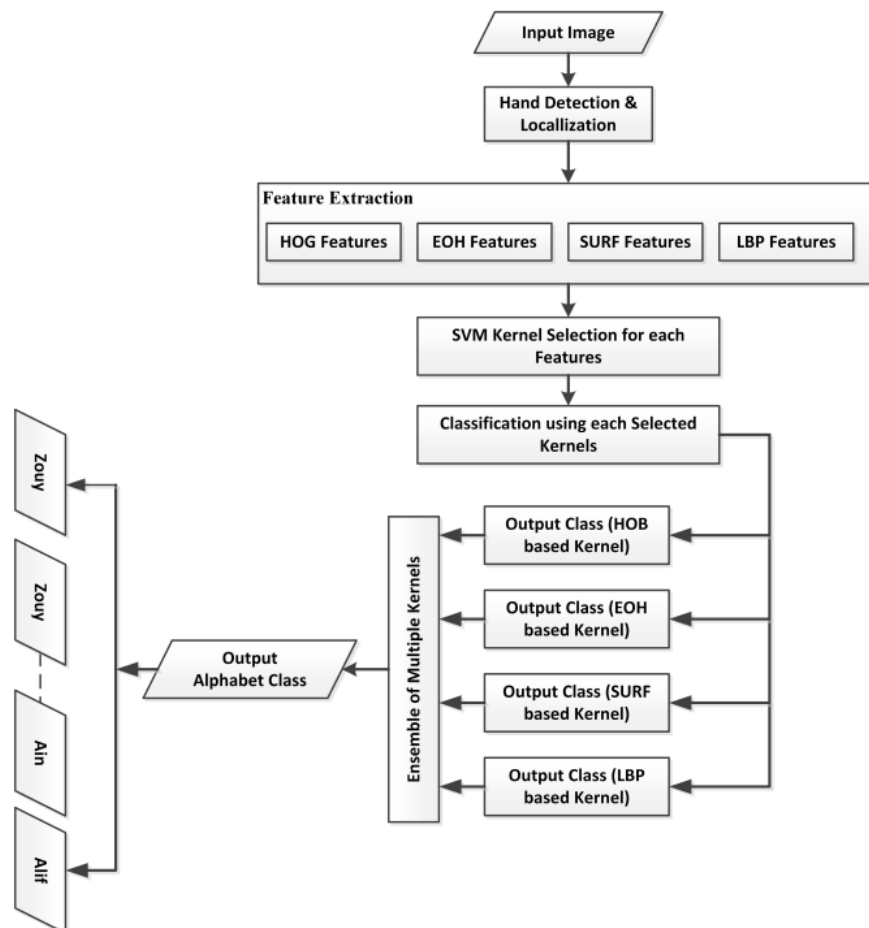 Input Image
Hand Detection &
Locallization
Feature Extraction
HOG Features
EOH Features
SURF Features
LBP Features
SVM Kernel Selection for each
Features
Classification using each Selected
Kernels
Output Class (HOB
based Kernel)
Output Class (EOH
based Kernel)
Output Class (SURF
based Kernel)
Output Class (LBP
based Kernel)
Ensemble of Multiple Kernels
Output
Alphabet Class
Zouy
Zouy
Ain
Alif